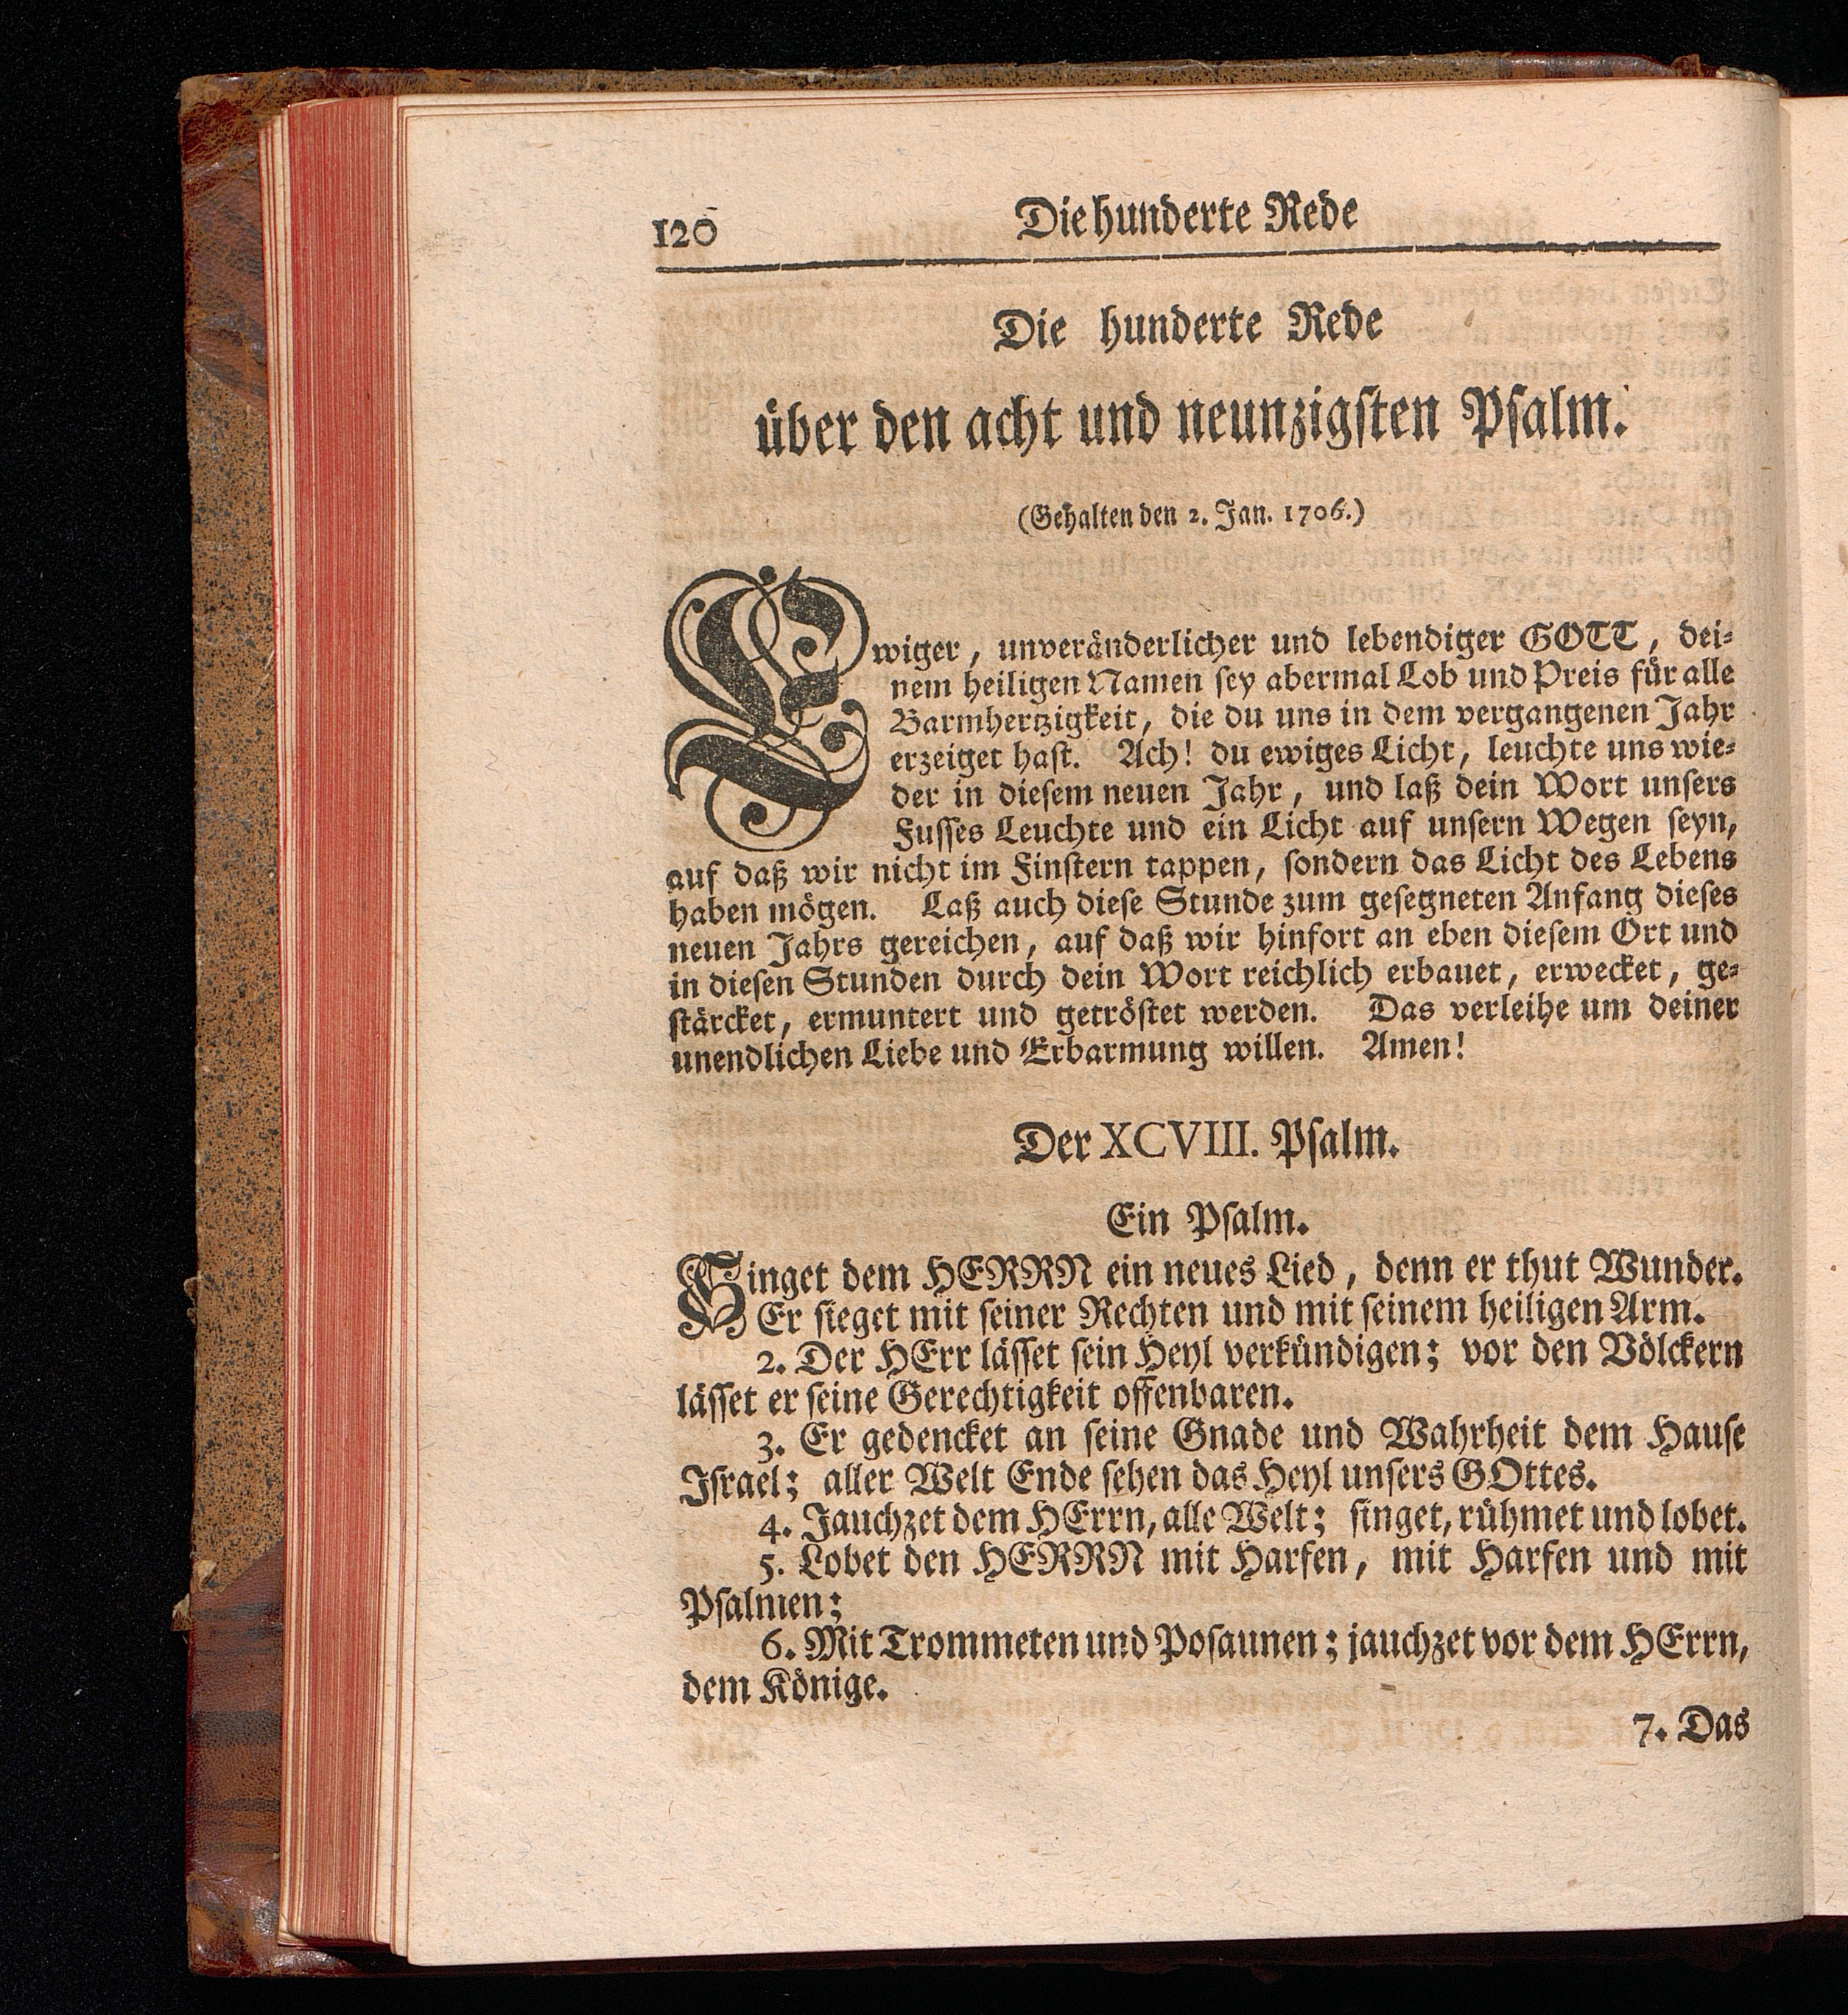 120 Die hunderte Rede
Die hunderte Rede
über den acht und neunzigsten Psalm.
(Gehalten den 2. Jan. 1706.)
Ewiger, unveränderlicher und lebendiger GOTT, dei-
nem heiligen Namen sey abermal Lob und Preis für alle
Barmhertzigkeit, die du uns in dem vergangenen Jahr
erzeiget hast. Ach! du ewiges Licht, leuchte uns wie-
der in diesem neuen Jahr, und laß dein Wort unsers
Fusses Leuchte und ein Licht auf unsern Wegen seyn,
auf daß wir nicht im Finstern tappen, sondern das Licht des Lebens
haben mögen. Laß auch diese Stunde zum gesegneten Anfang dieses
neuen Jahrs gereichen, auf daß wir hinfort an eben diesem Ort und
in diesen Stunden durch dein Wort reichlich erbauet, erwecket, ge-
stärcket, ermuntert und getröstet werden. Das verleihe um deiner
unendlichen Liebe und Erbarmung willen. Amen!
Der XCVIII. Psalm.
Ein Psalm.
Singet dem HERRN ein neues Lied, denn er thut Wunder.
Er sieget mit seiner Rechten und mit seinem heiligen Arm.
2. Der HErr lässet sein Heyl verkündigen; vor den Völckern
lässet er seine Gerechtigkeit offenbaren.
3. Er gedencket an seine Gnade und Wahrheit dem Hause
Israel; aller Welt Ende sehen das Heyl unsers GOttes.
4. Jauchzet dem HErrn, alle Welt; singet, rühmet und lobet.
5. Lobet den HERRN mit Harfen, mit Harfen und mit
Psalmen;
6. Mit Trommeten und Posaunen; jauchzet vor dem HErrn,
dem Könige.
7. Das